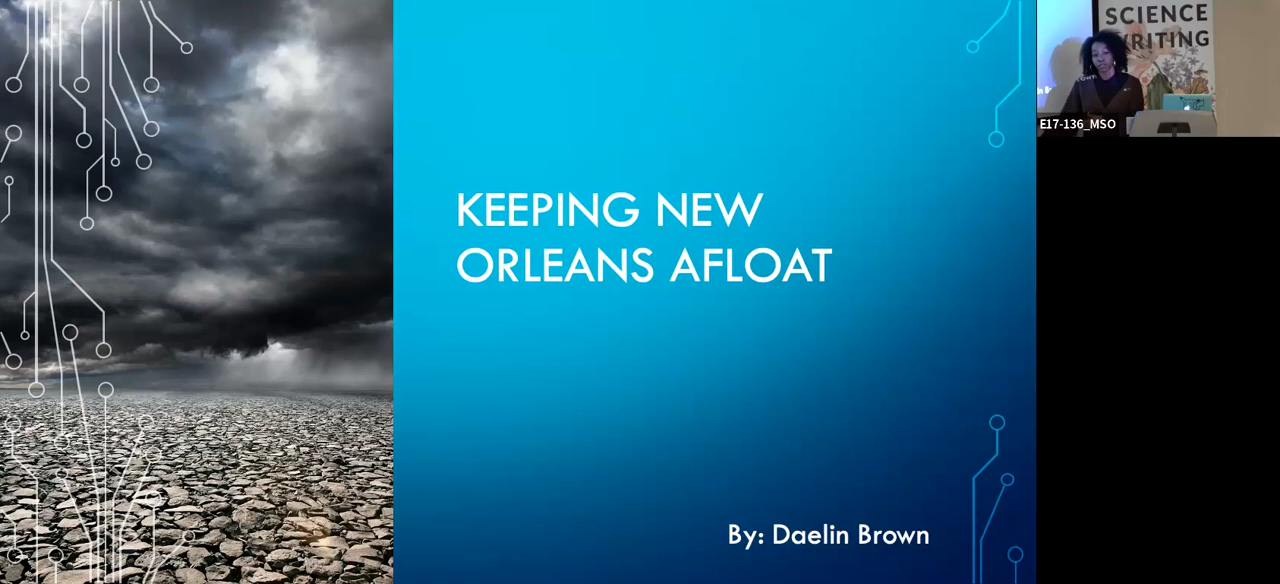 KEEPING NEW
ORLEANS AFLOAT
By: Daelin Brown
SCIENCE
WRITING
E17-136_MSO